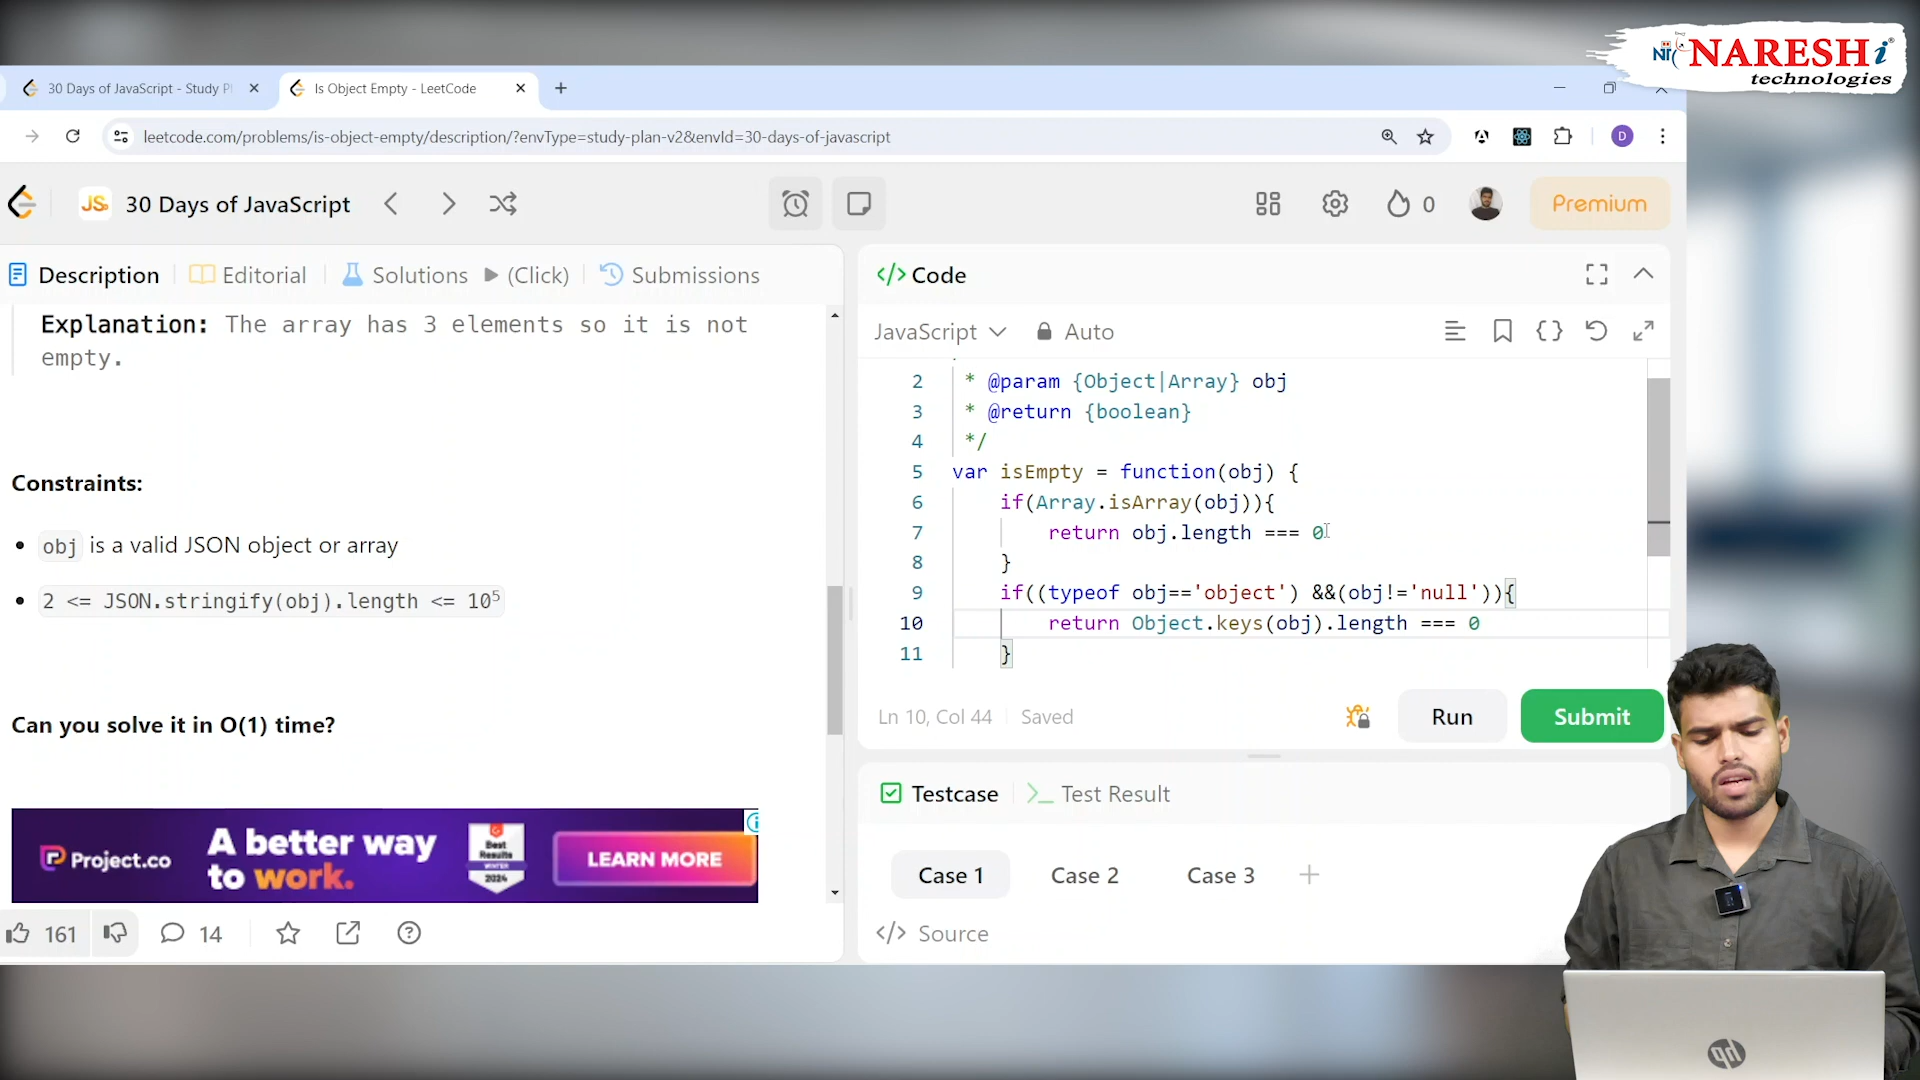 NARESH i
technologies
30 Days of JavaScript - Study Pl
Is Object Empty - LeetCode
leetcode.com/problems/is-object-empty/description/?envType=study-plan-v2&envId=30-days-of-javascript
D
JS
30 Days of JavaScript
0
Premium
Description
Editorial
Solutions
(Click)
Submissions
Explanation: The array has 3 elements so it is not
empty.
Constraints:
obj is a valid JSON object or array
2 <= JSON.stringify(obj).length <= 10⁵
Can you solve it in O(1) time?
Project.co
A better way
to work.
Best
Results
2024
LEARN MORE
161
14
</> Code
JavaScript
Auto
2 * @param {Object|Array} obj
3 * @return {boolean}
4 */
5 var isEmpty = function(obj) {
6 if(Array.isArray(obj)){
7 return obj.length === 0
8 }
9 if((typeof obj=='object') &&(obj!='null')){
10 return Object.keys(obj).length === 0
11 }
Ln 10, Col 44
Saved
Run
Submit
Testcase
>_ Test Result
Case 1
Case 2
Case 3
+
</> Source
hp